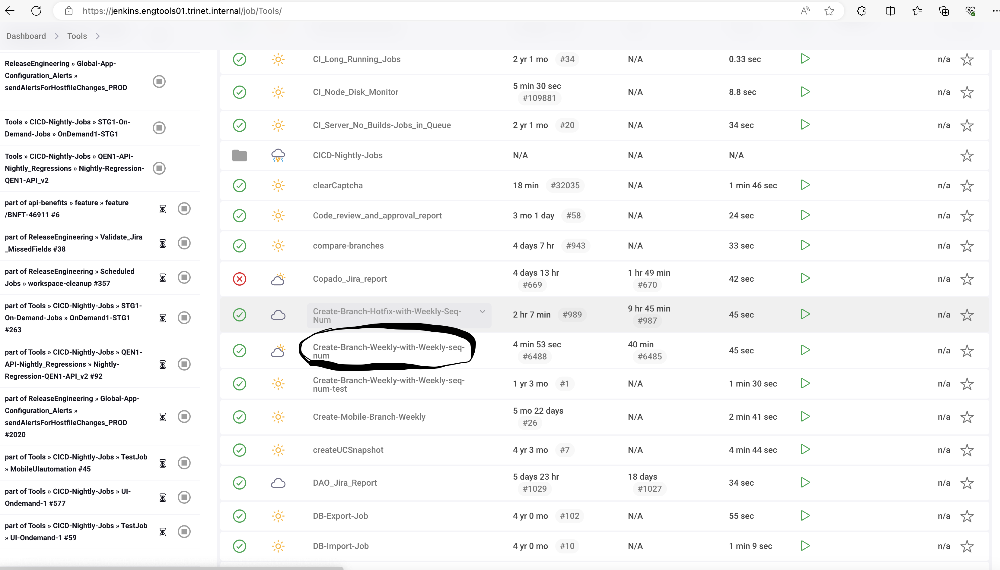 https://jenkins.engtools01.trinet.internal/job/Tools/
Dashboard > Tools >
ReleaseEngineering » Global-App-
Configuration_Alerts »
sendAlertsForHostfileChanges_PROD
Tools » CICD-Nightly-Jobs » STG1-On-
Demand-Jobs » OnDemand1-STG1
Tools » CICD-Nightly-Jobs » QEN1-API-
Nightly_Regressions » Nightly-Regression-
QEN1-API_v2
part of api-benefits » feature » feature
/BNFT-46911 #6
part of ReleaseEngineering » Validate_Jira
_MissedFields #38
part of ReleaseEngineering » Scheduled
Jobs » workspace-cleanup #357
part of Tools » CICD-Nightly-Jobs » STG1-
On-Demand-Jobs » OnDemand1-STG1
#263
part of Tools » CICD-Nightly-Jobs » QEN1-
API-Nightly_Regressions » Nightly-
Regression-QEN1-API_v2 #92
part of ReleaseEngineering » Global-App-
Configuration_Alerts »
sendAlertsForHostfileChanges_PROD
#2020
part of Tools » CICD-Nightly-Jobs » TestJob
» MobileUIautomation #45
part of Tools » CICD-Nightly-Jobs » UI-
Ondemand-1 #577
part of Tools » CICD-Nightly-Jobs » TestJob
» UI-Ondemand-1 #59
CI_Long_Running_Jobs 2 yr 1 mo #34 N/A 0.33 sec n/a
CI_Node_Disk_Monitor 5 min 30 sec #109881 N/A 8.8 sec n/a
CI_Server_No_Builds-Jobs_in_Queue 2 yr 1 mo #20 N/A 34 sec n/a
CICD-Nightly-Jobs N/A N/A N/A
clearCaptcha 18 min #32035 N/A 1 min 46 sec n/a
Code_review_and_approval_report 3 mo 1 day #58 N/A 24 sec n/a
compare-branches 4 days 7 hr #943 N/A 33 sec n/a
Copado_Jira_report 4 days 13 hr #669 1 hr 49 min #670 42 sec n/a
Create-Branch-Hotfix-with-Weekly-Seq-
Num 2 hr 7 min #989 9 hr 45 min #987 45 sec n/a
Create-Branch-Weekly-with-Weekly-seq-
num 4 min 53 sec #6488 40 min #6485 45 sec n/a
Create-Branch-Weekly-with-Weekly-seq-
num-test 1 yr 3 mo #1 N/A 1 min 30 sec n/a
Create-Mobile-Branch-Weekly 5 mo 22 days #26 N/A 2 min 41 sec n/a
createUCSnapshot 4 yr 3 mo #7 N/A 4 min 44 sec n/a
DAO_Jira_Report 5 days 23 hr #1029 18 days #1027 34 sec n/a
DB-Export-Job 4 yr 0 mo #102 N/A 55 sec n/a
DB-Import-Job 4 yr 0 mo #10 N/A 1 min 9 sec n/a